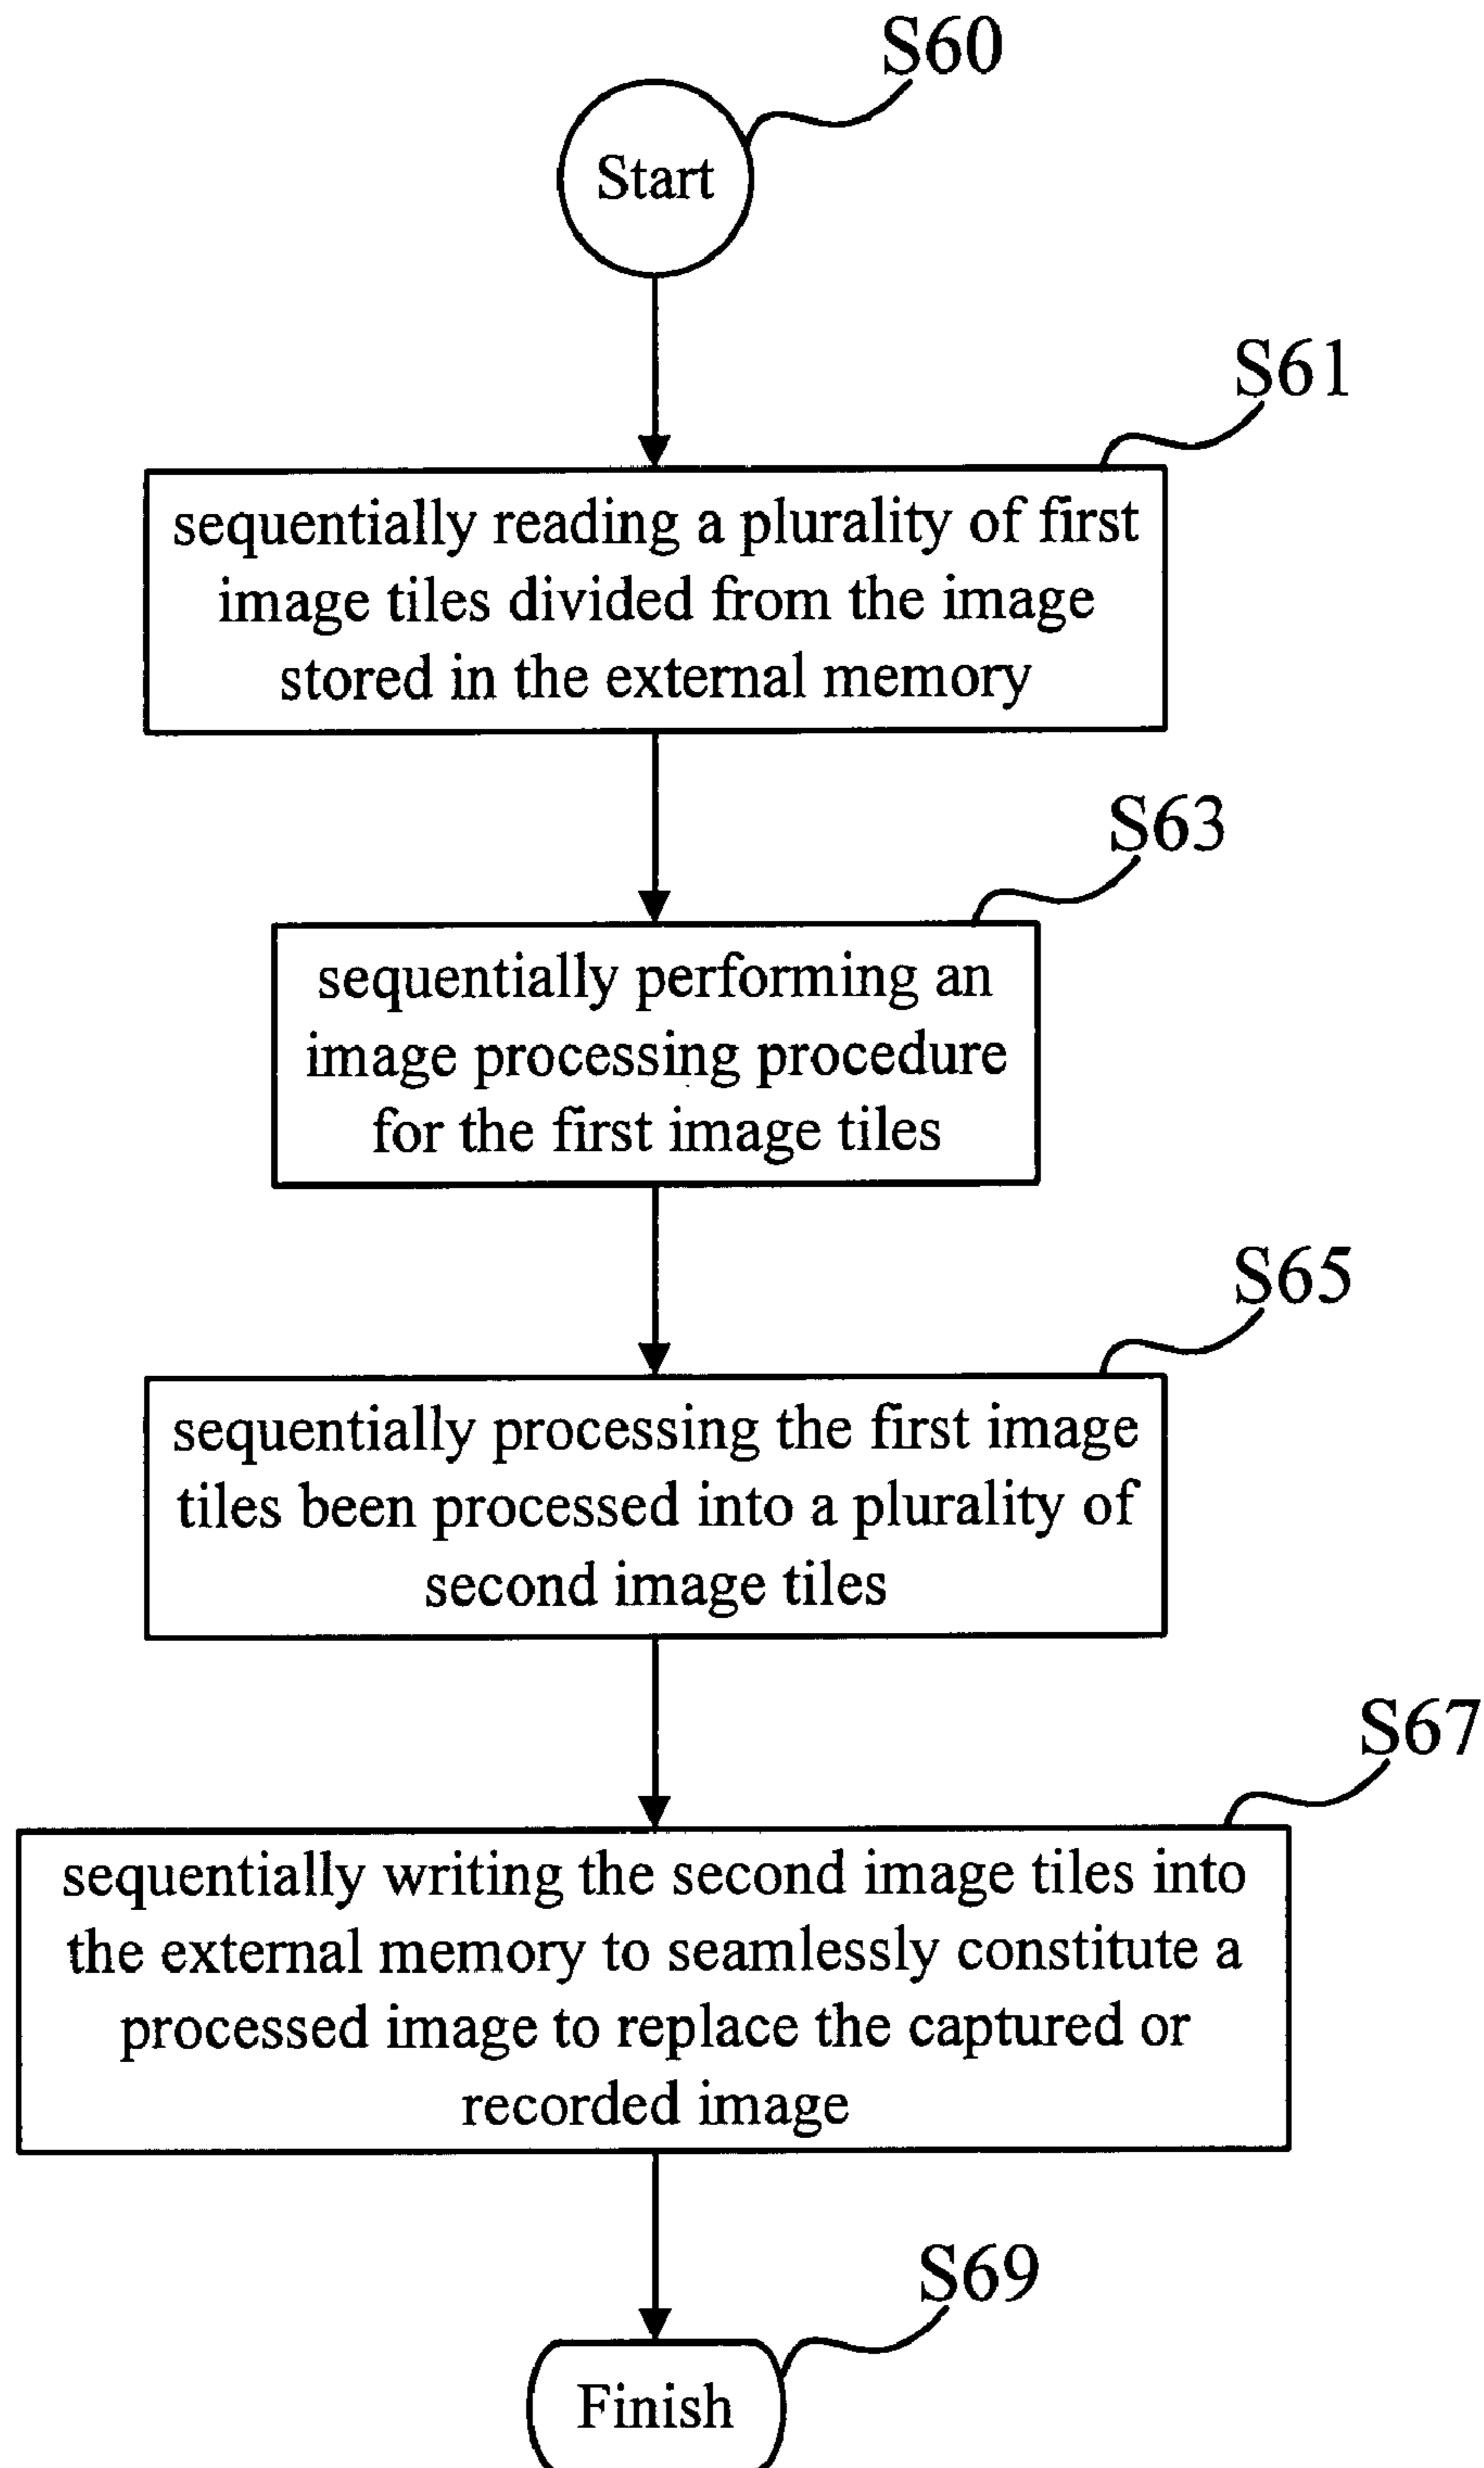 S60
Start
S61
sequentially reading a plurality of first
image tiles divided from the image
stored in the external memory
S63
sequentially performing an
image processing procedure
for the first image tiles
S65
sequentially processing the first image
tiles been processed into a plurality of
second image tiles
S67
sequentially writing the second image tiles into
the external memory to seamlessly constitute a
processed image to replace the captured or
recorded image
S69
Finish